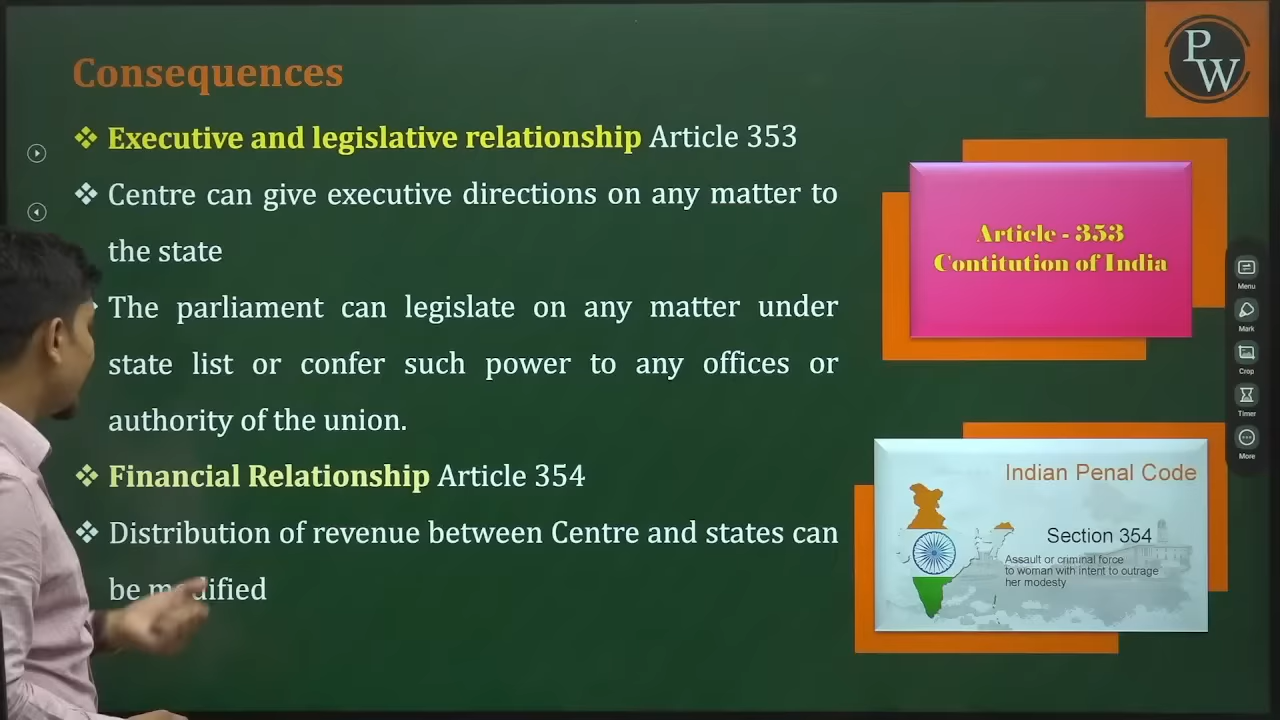 Consequences
❖ Executive and legislative relationship Article 353
❖ Centre can give executive directions on any matter to
the state
The parliament can legislate on any matter under
state list or confer such power to any offices or
authority of the union.
❖ Financial Relationship Article 354
❖ Distribution of revenue between Centre and states can
be modified
PW
Article - 353
Contitution of India
Indian Penal Code
Section 354
Assault or criminal force
to woman with intent to outrage
her modesty
Menu
Mark
Crop
Timer
More